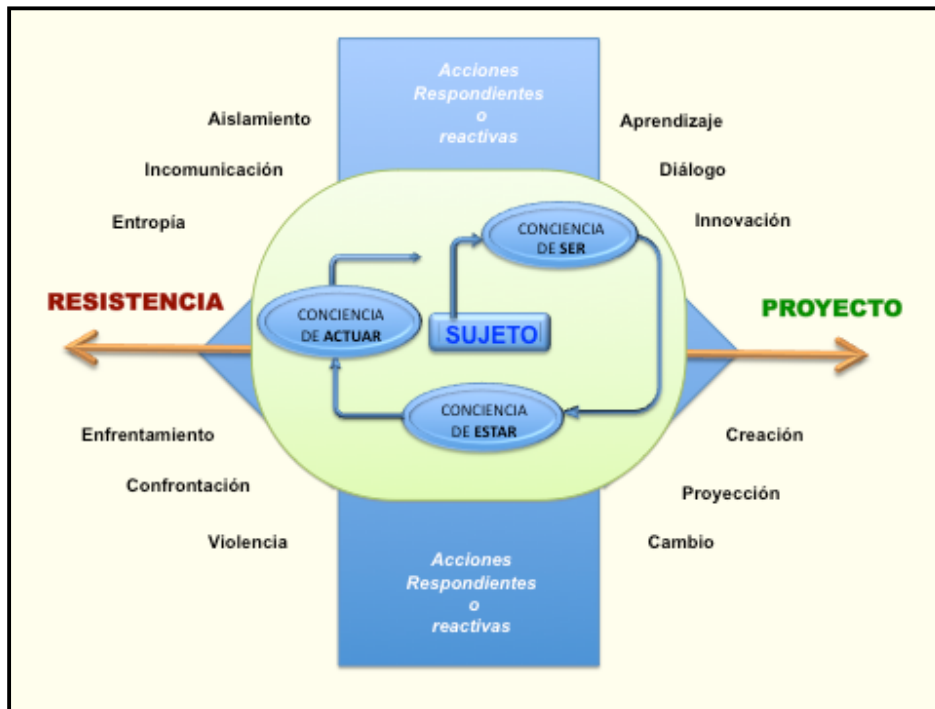 Acciones
Respondientes
o
reactivas
Aislamiento
Aprendizaje
Incomunicación
Diálogo
Entropía
Innovación
CONCIENCIA
DE SER
RESISTENCIA
PROYECTO
CONCIENCIA
DE ACTUAR
SUJETO
CONCIENCIA
DE ESTAR
Enfrentamiento
Creación
Confrontación
Proyección
Violencia
Cambio
Acciones
Respondientes
o
reactivas